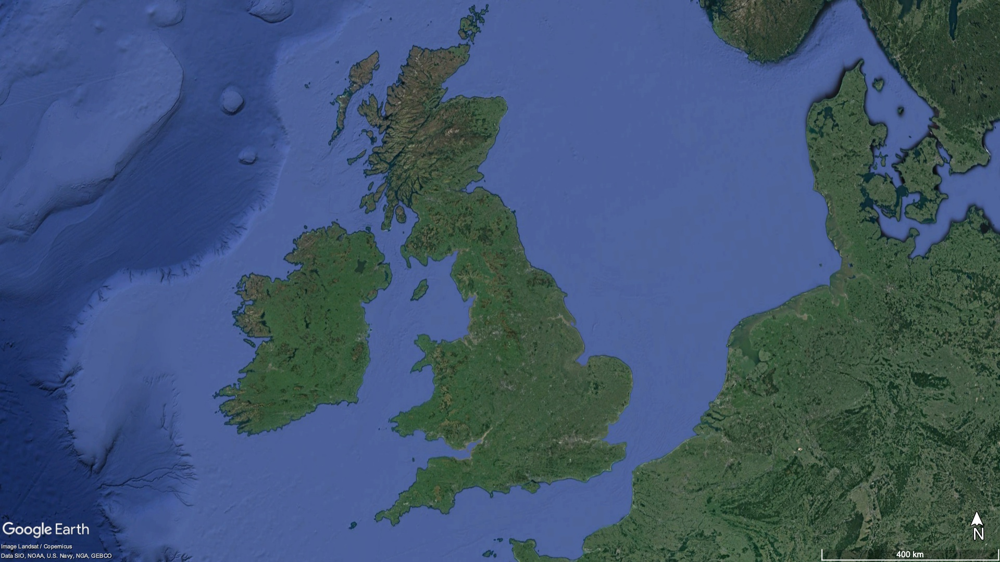 Google Earth
Image Landsat / Copernicus
Data SIO, NOAA, U.S. Navy, NGA, GEBCO
N
400 km